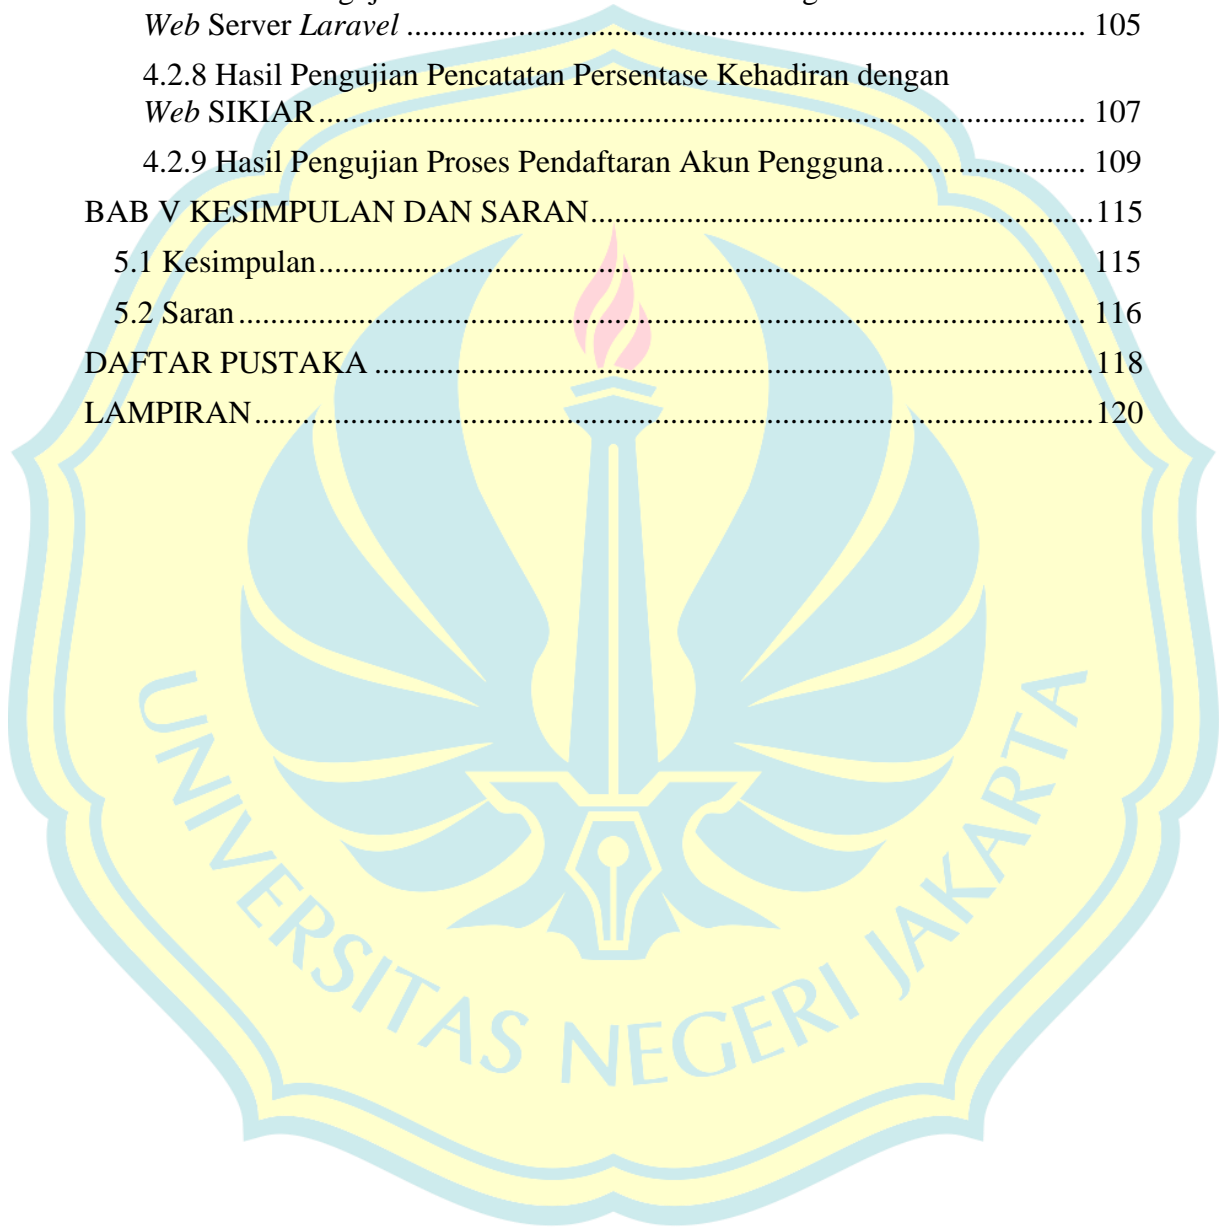 Web Server Laravel ..................................................................................... 105
4.2.8 Hasil Pengujian Pencatatan Persentase Kehadiran dengan
Web SIKIAR ................................................................................................ 107
4.2.9 Hasil Pengujian Proses Pendaftaran Akun Pengguna......................... 109
BAB V KESIMPULAN DAN SARAN...............................................................115
5.1 Kesimpulan................................................................................................ 115
5.2 Saran .......................................................................................................... 116
DAFTAR PUSTAKA ..........................................................................................118
LAMPIRAN.........................................................................................................120
UNIVERSITAS NEGERI JAKARTA